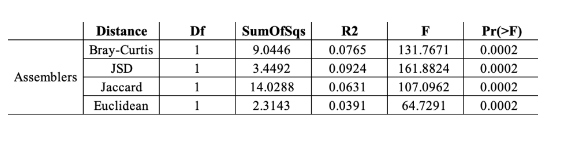 Distance Df SumOfSqs R2 F Pr(>F)
Assemblers
Bray-Curtis 1 9.0446 0.0765 131.7671 0.0002
JSD 1 3.4492 0.0924 161.8824 0.0002
Jaccard 1 14.0288 0.0631 107.0962 0.0002
Euclidean 1 2.3143 0.0391 64.7291 0.0002